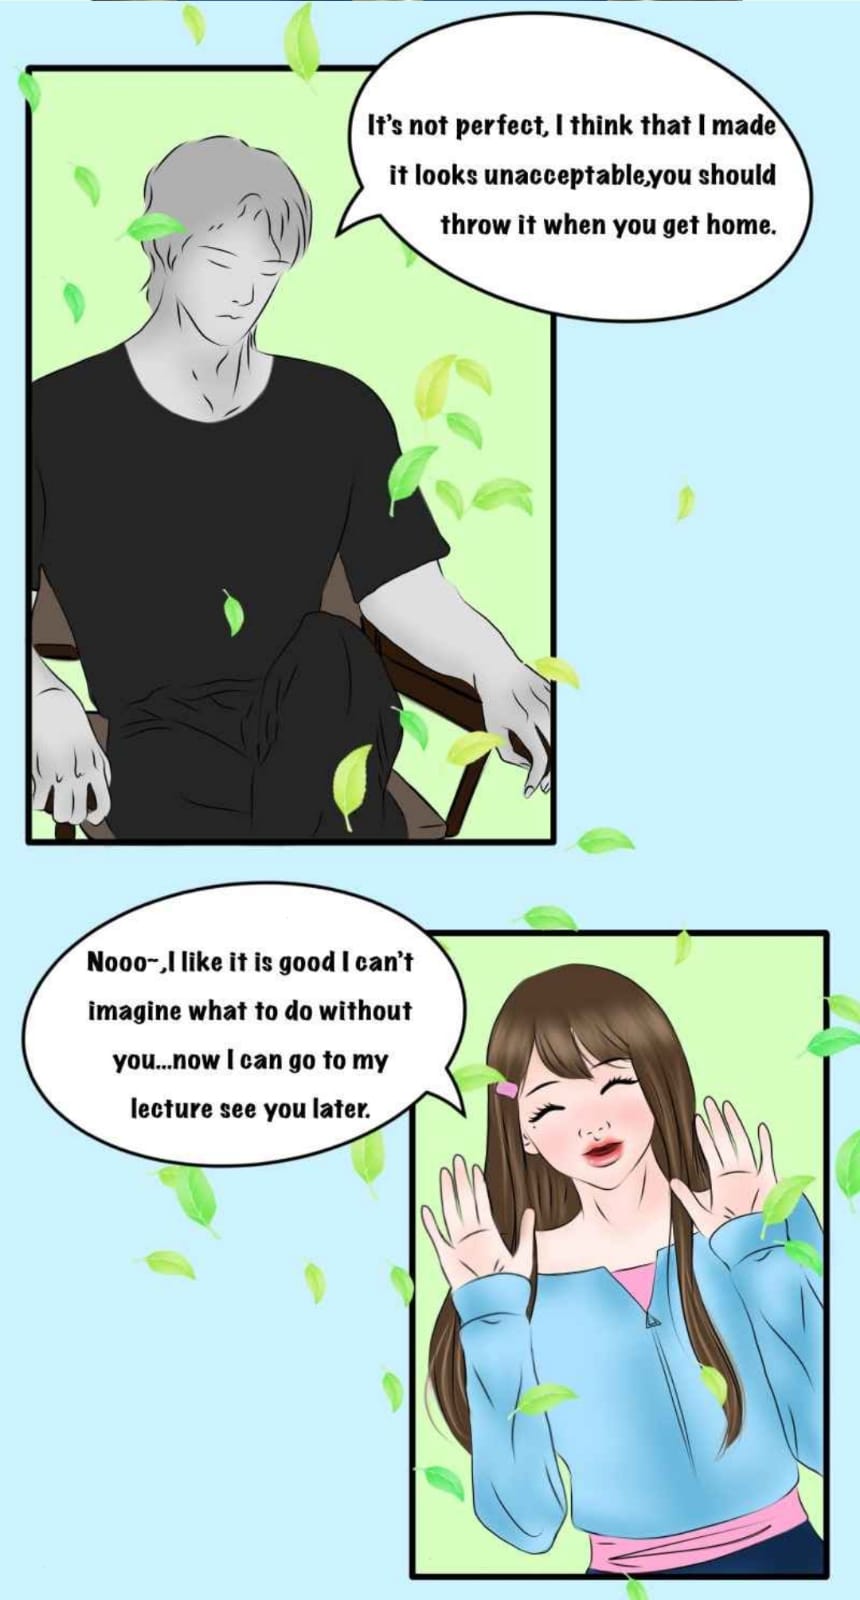 It's not perfect, I think that I made
it looks unacceptable,you should
throw it when you get home.
Nooo~,I like it is good I can't
imagine what to do without
you...now I can go to my
lecture see you later.